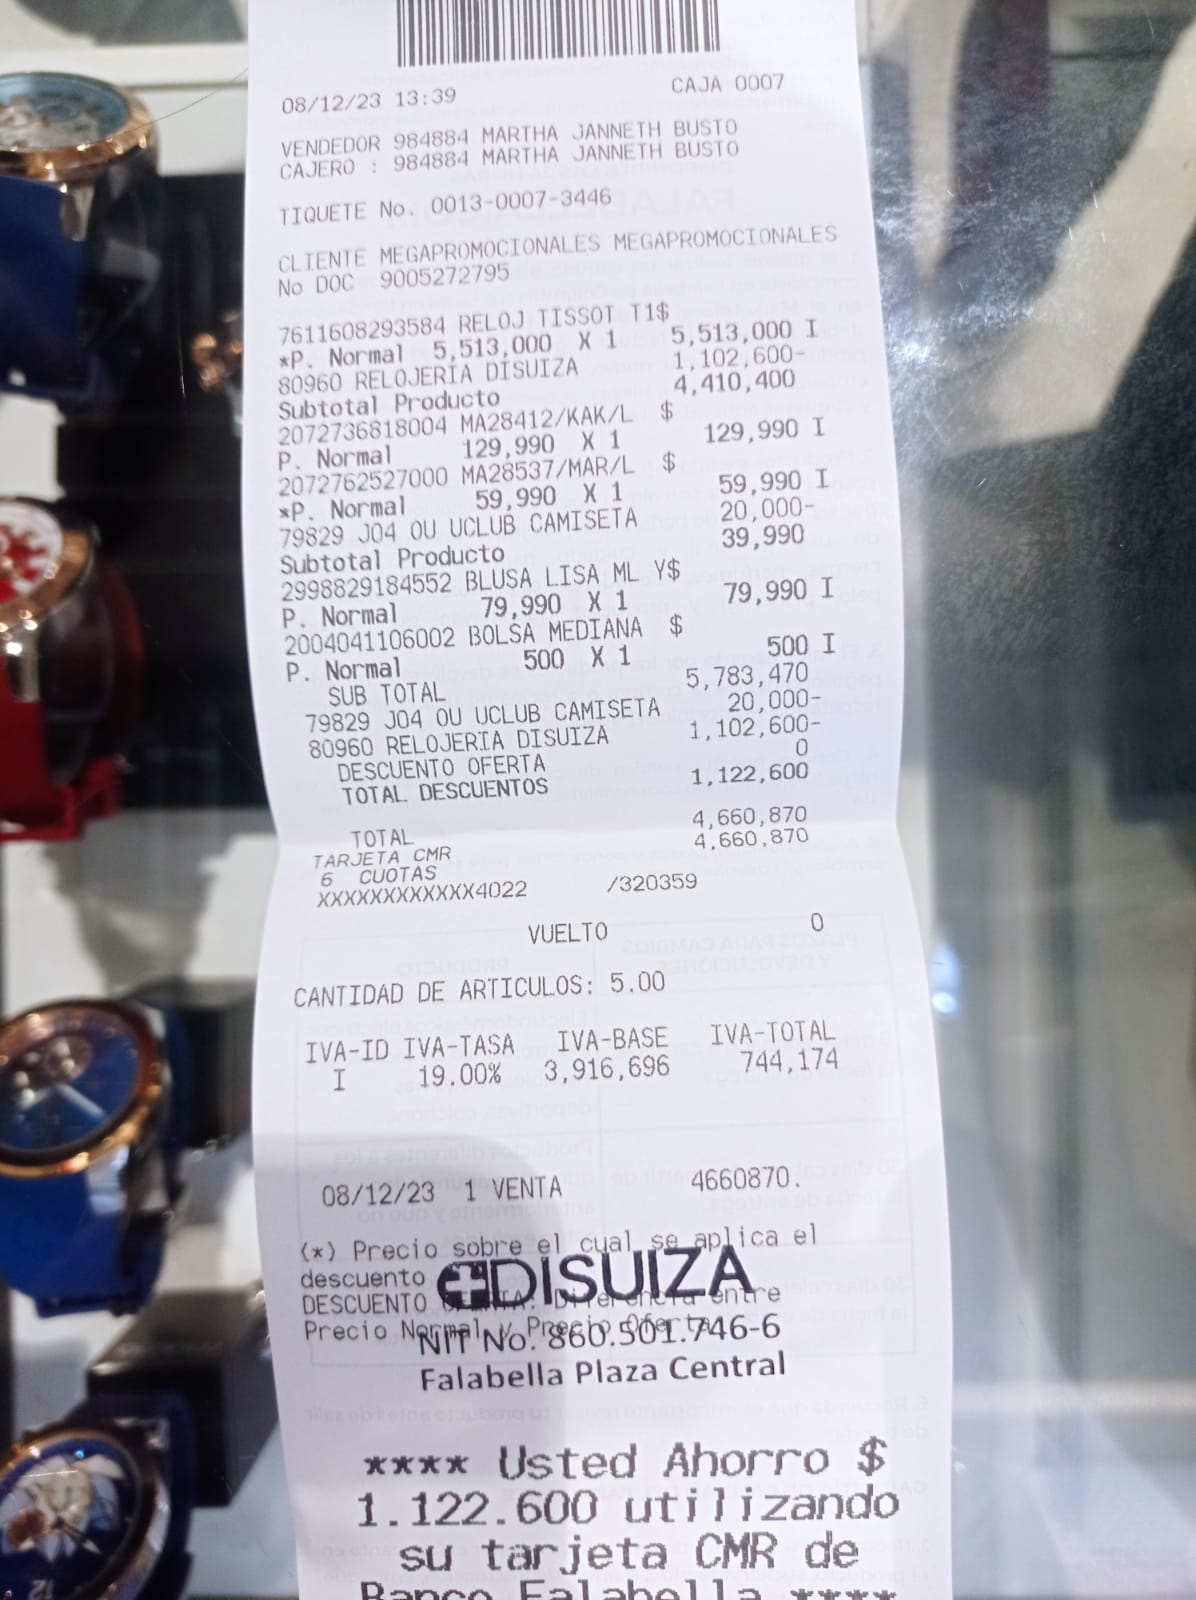 08/12/23 13:39 CAJA 0007
VENDEDOR 984884 MARTHA JANNETH BUSTO
CAJERO : 984884 MARTHA JANNETH BUSTO
TIQUETE No. 0013-0007-3446
CLIENTE MEGAPROMOCIONALES MEGAPROMOCIONALES
No DOC 9005272795
7611608293584 RELOJ TISSOT T1$
*P. Normal 5,513,000 X 1 5,513,000 I
80960 RELOJERIA DISUIZA 1,102,600-
Subtotal Producto 4,410,400
2072736818004 MA28412/KAK/L $
P. Normal 129,990 X 1 129,990 I
2072762527000 MA28537/MAR/L $
*P. Normal 59,990 X 1 59,990 I
79829 J04 OU UCLUB CAMISETA 20,000-
Subtotal Producto 39,990
2998829184552 BLUSA LISA ML Y$
P. Normal 79,990 X 1 79,990 I
2004041106002 BOLSA MEDIANA $
P. Normal 500 X 1 500 I
SUB TOTAL 5,783,470
79829 J04 OU UCLUB CAMISETA 20,000-
80960 RELOJERIA DISUIZA 1,102,600-
DESCUENTO OFERTA 0
TOTAL DESCUENTOS 1,122,600
TOTAL 4,660,870
TARJETA CMR 4,660,870
6 CUOTAS
XXXXXXXXXXXX4022 /320359
VUELTO 0
CANTIDAD DE ARTICULOS: 5.00
IVA-ID IVA-TASA IVA-BASE IVA-TOTAL
I 19.00% 3,916,696 744,174
08/12/23 1 VENTA 4660870.
(*) Precio sobre el cual se aplica el
descuento
DISUIZA
DESCUENTO OFERTA: Diferencia entre
Precio Normal y Precio Oferta
NIT No. 860.501.746-6
Falabella Plaza Central
**** Usted Ahorro $
1.122.600 utilizando
su tarjeta CMR de
Banco Falabella ****